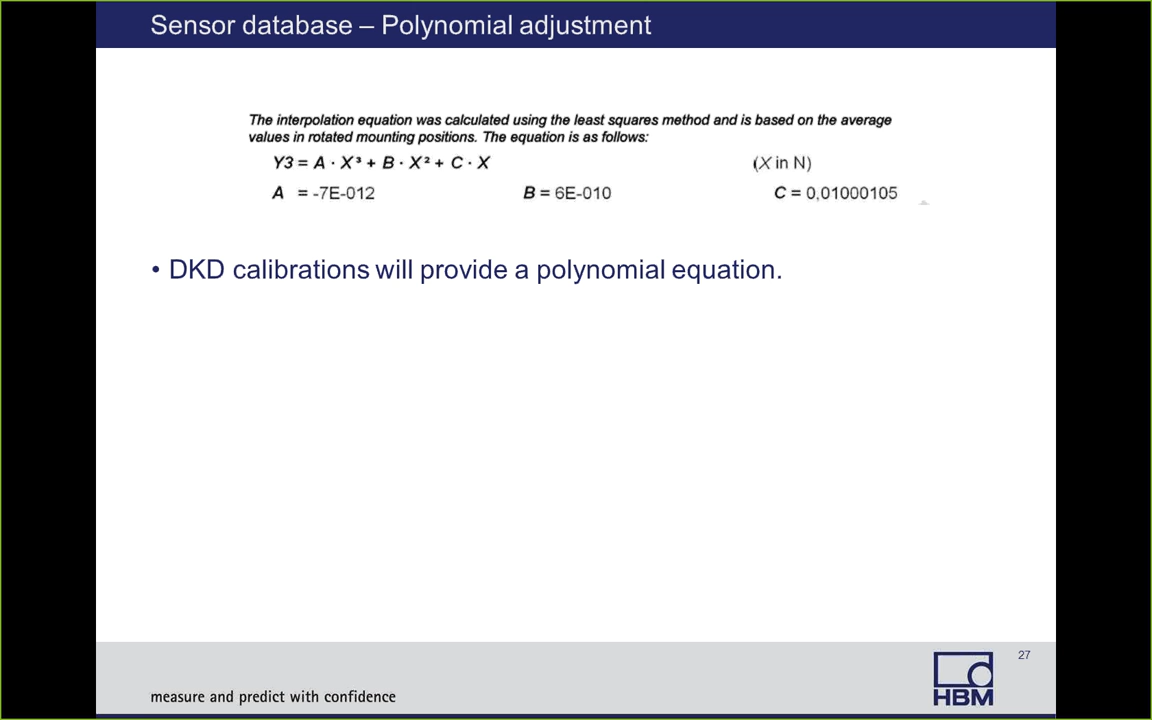 Sensor database – Polynomial adjustment
The interpolation equation was calculated using the least squares method and is based on the average
values in rotated mounting positions. The equation is as follows:
Y3 = A · X³ + B · X² + C · X (X in N)
A = -7E-012 B = 6E-010 C = 0,01000105
• DKD calibrations will provide a polynomial equation.
27
measure and predict with confidence
HBM